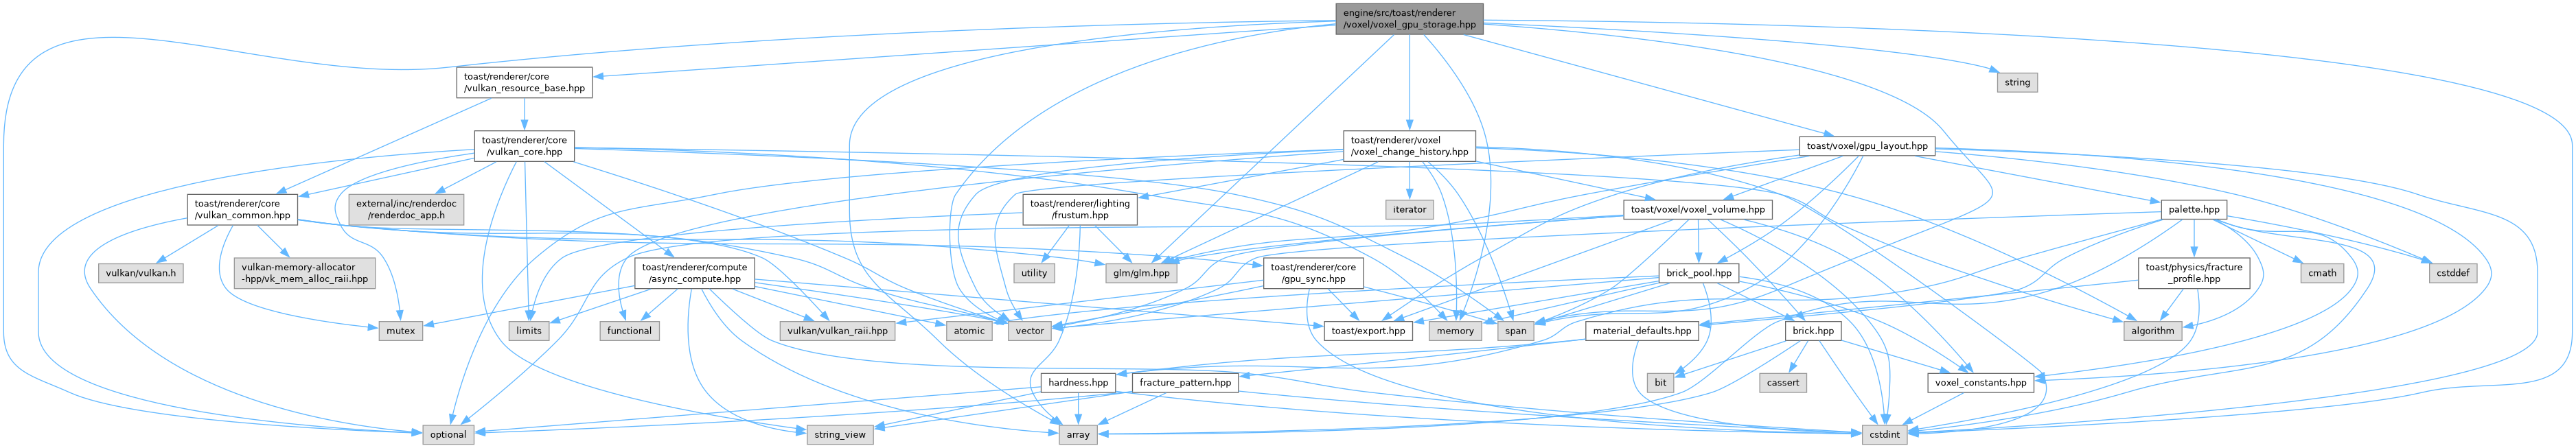 engine/src/toast/renderer
/voxel/voxel_gpu_storage.hpp
toast/renderer/core
/vulkan_resource_base.hpp
string
toast/renderer/core
/vulkan_core.hpp
toast/renderer/voxel
/voxel_change_history.hpp
toast/voxel/gpu_layout.hpp
toast/renderer/core
/vulkan_common.hpp
external/inc/renderdoc
/renderdoc_app.h
toast/renderer/lighting
/frustum.hpp
iterator
toast/voxel/voxel_volume.hpp
palette.hpp
vulkan/vulkan.h
vulkan-memory-allocator
-hpp/vk_mem_alloc_raii.hpp
toast/renderer/compute
/async_compute.hpp
utility
glm/glm.hpp
toast/renderer/core
/gpu_sync.hpp
brick_pool.hpp
toast/physics/fracture
_profile.hpp
cmath
cstddef
mutex
limits
functional
vulkan/vulkan_raii.hpp
atomic
vector
toast/export.hpp
memory
span
material_defaults.hpp
brick.hpp
algorithm
hardness.hpp
fracture_pattern.hpp
bit
cassert
voxel_constants.hpp
optional
string_view
array
cstdint